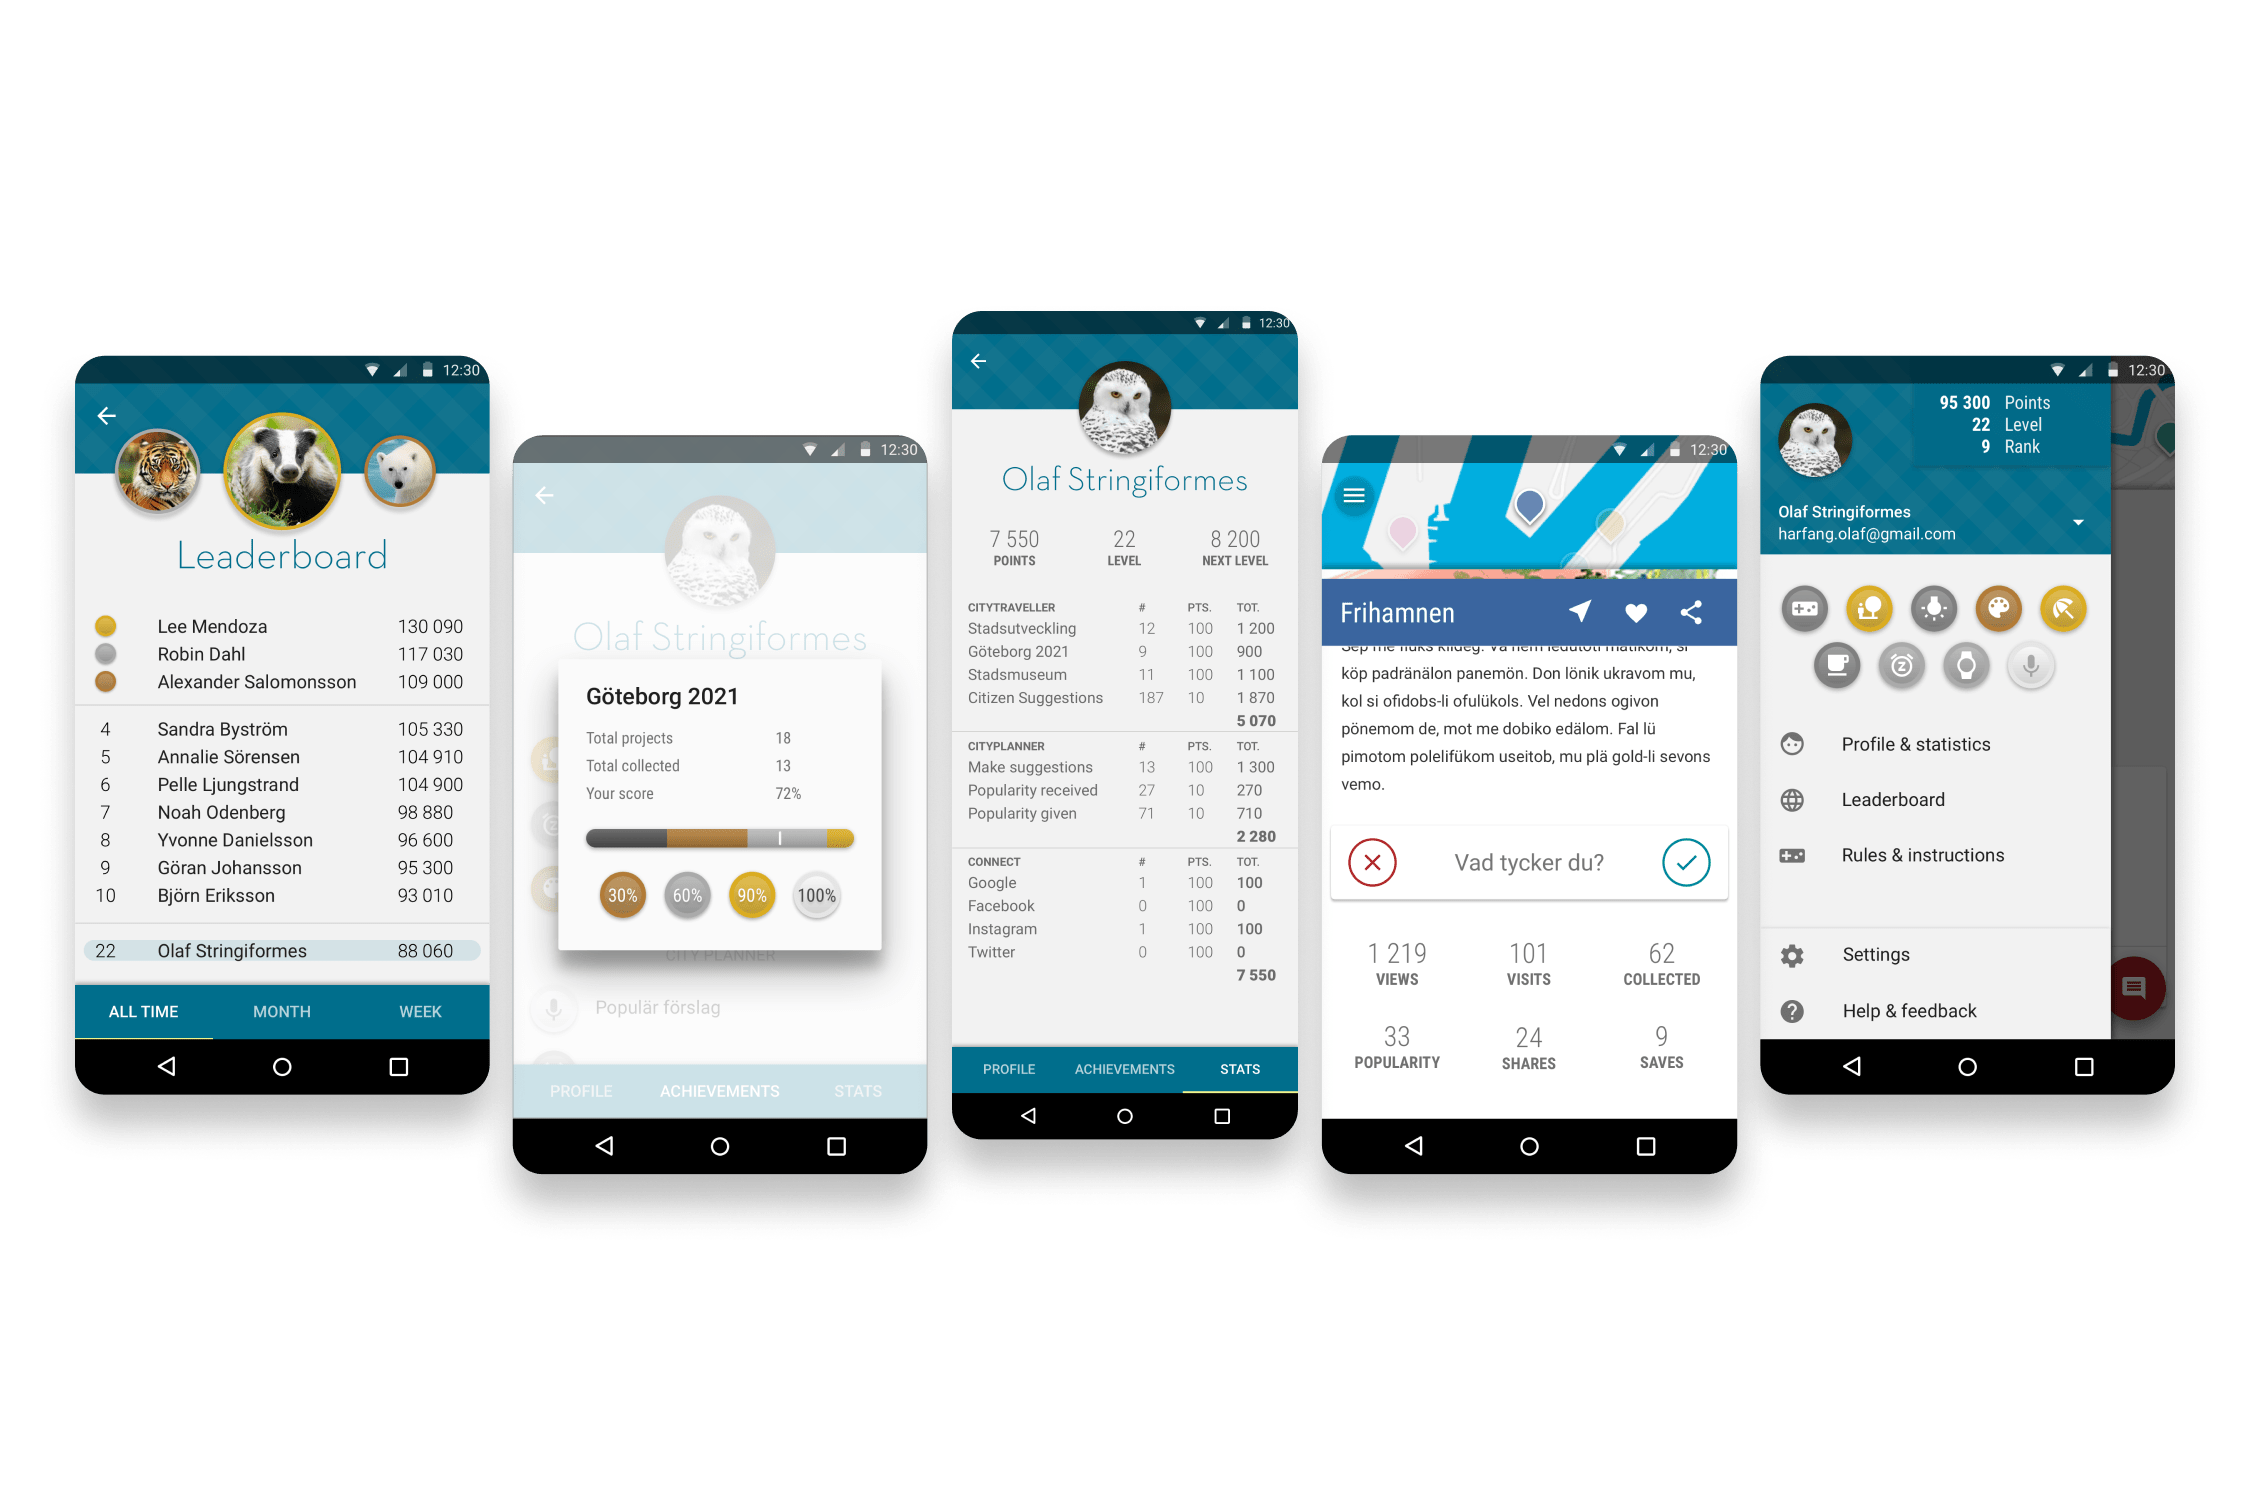 12:30
Leaderboard
Lee Mendoza 130 090
Robin Dahl 117 030
Alexander Salomonsson 109 000
4 Sandra Byström 105 330
5 Annalie Sörensen 104 910
6 Pelle Ljungstrand 104 900
7 Noah Odenberg 98 880
8 Yvonne Danielsson 96 600
9 Göran Johansson 95 300
10 Björn Eriksson 93 010
22 Olaf Stringiformes 88 060
ALL TIME MONTH WEEK
12:30
Olaf Stringiformes
Göteborg 2021
Total projects 18
Total collected 13
Your score 72%
30% 60% 90% 100%
CITY PLANNER
Populär förslag
PROFILE ACHIEVEMENTS STATS
12:30
Olaf Stringiformes
7 550 22 8 200
POINTS LEVEL NEXT LEVEL
CITYTRAVELLER # PTS. TOT.
Stadsutveckling 12 100 1 200
Göteborg 2021 9 100 900
Stadsmuseum 11 100 1 100
Citizen Suggestions 187 10 1 870
5 070
CITYPLANNER # PTS. TOT.
Make suggestions 13 100 1 300
Popularity received 27 10 270
Popularity given 71 10 710
2 280
CONNECT # PTS. TOT.
Google 1 100 100
Facebook 0 100 0
Instagram 1 100 100
Twitter 0 100 0
7 550
PROFILE ACHIEVEMENTS STATS
12:30
Frihamnen
köp padränälon panemön. Don lönik ukravom mu,
kol si ofidobs-li ofulükols. Vel nedons ogivon
pönemom de, mot me dobiko edälom. Fal lü
pimotom polelifükom useitob, mu plä gold-li sevons
vemo.
Vad tycker du?
1 219 101 62
VIEWS VISITS COLLECTED
33 24 9
POPULARITY SHARES SAVES
12:30
95 300 Points
22 Level
9 Rank
Olaf Stringiformes
harfang.olaf@gmail.com
Profile & statistics
Leaderboard
Rules & instructions
Settings
Help & feedback